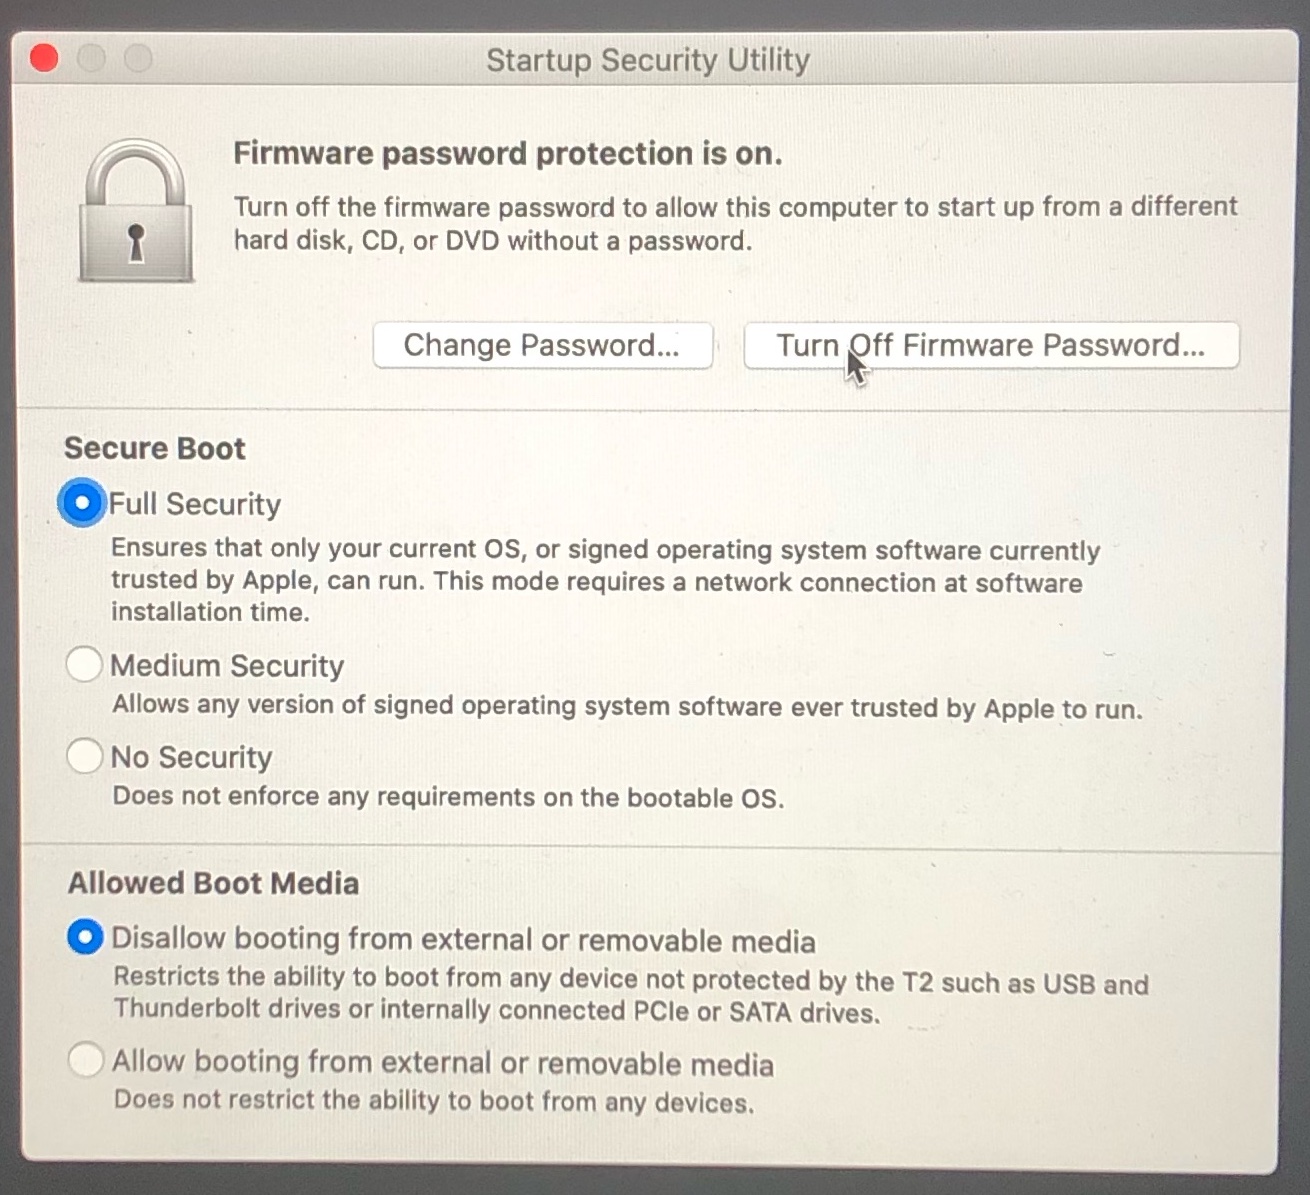 Startup Security Utility
Firmware password protection is on.
Turn off the firmware password to allow this computer to start up from a different
hard disk, CD, or DVD without a password.
Change Password...
Turn Off Firmware Password...
Secure Boot
Full Security
Ensures that only your current OS, or signed operating system software currently
trusted by Apple, can run. This mode requires a network connection at software
installation time.
Medium Security
Allows any version of signed operating system software ever trusted by Apple to run.
No Security
Does not enforce any requirements on the bootable OS.
Allowed Boot Media
Disallow booting from external or removable media
Restricts the ability to boot from any device not protected by the T2 such as USB and
Thunderbolt drives or internally connected PCIe or SATA drives.
Allow booting from external or removable media
Does not restrict the ability to boot from any devices.